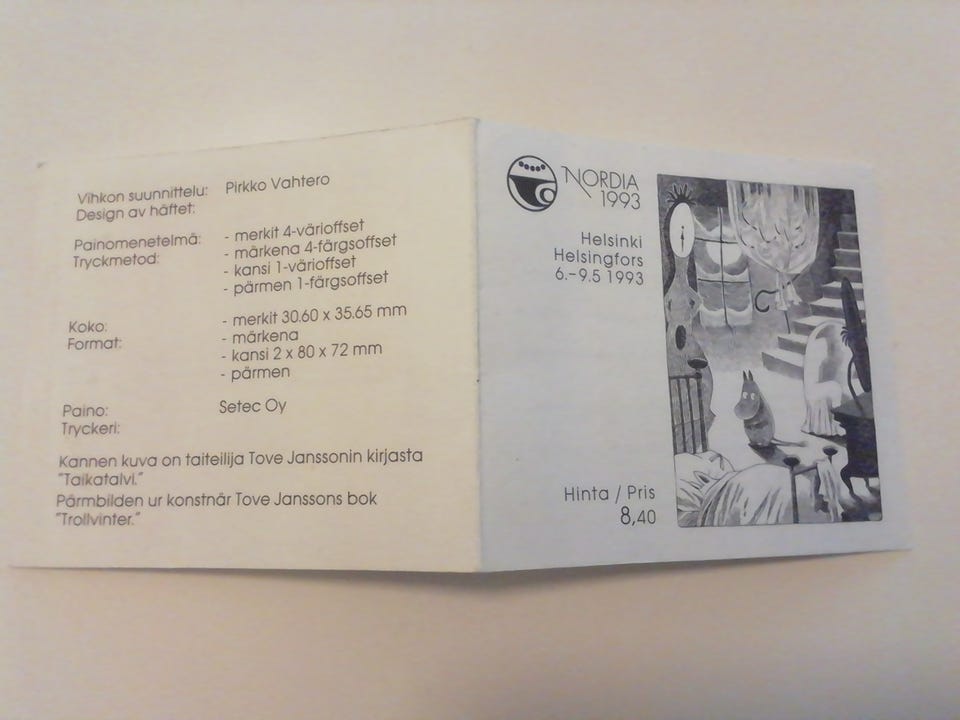 Vihkon suunnittelu: Pirkko Vahtero
Design av häftet:
Painomenetelmä: - merkit 4-värioffset
Tryckmetod: - märkena 4-färgsoffset
- kansi 1-värioffset
- pärmen 1-färgsoffset
Koko: - merkit 30.60 x 35.65 mm
Format: - märkena
- kansi 2 x 80 x 72 mm
- pärmen
Paino: Setec Oy
Tryckeri:
Kannen kuva on taiteilija Tove Janssonin kirjasta
"Taikatalvi."
Pärmbilden ur konstnär Tove Janssons bok
"Trollvinter."
NORDIA
1993
Helsinki
Helsingfors
6.–9.5 1993
Hinta / Pris
8,40